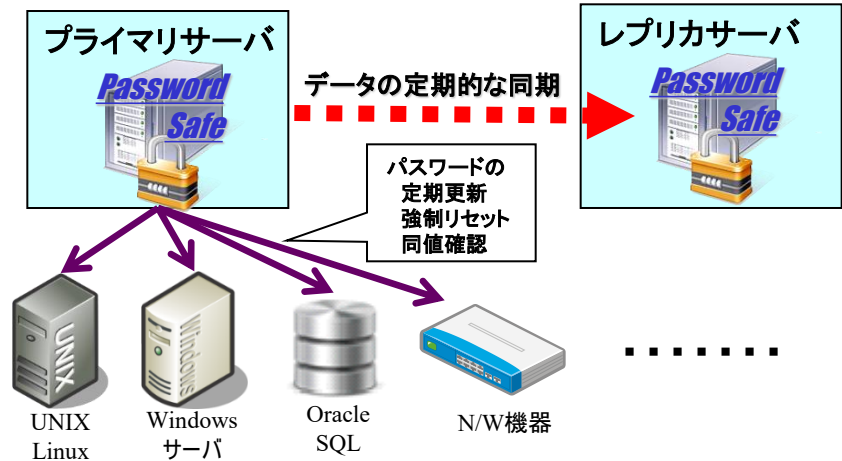 プライマリサーバ
Password
Safe
データの定期的な同期
レプリカサーバ
Password
Safe
パスワードの
定期更新
強制リセット
同値確認
UNIX
Windows
UNIX
Linux
Windows
サーバ
Oracle
SQL
N/W機器
.......